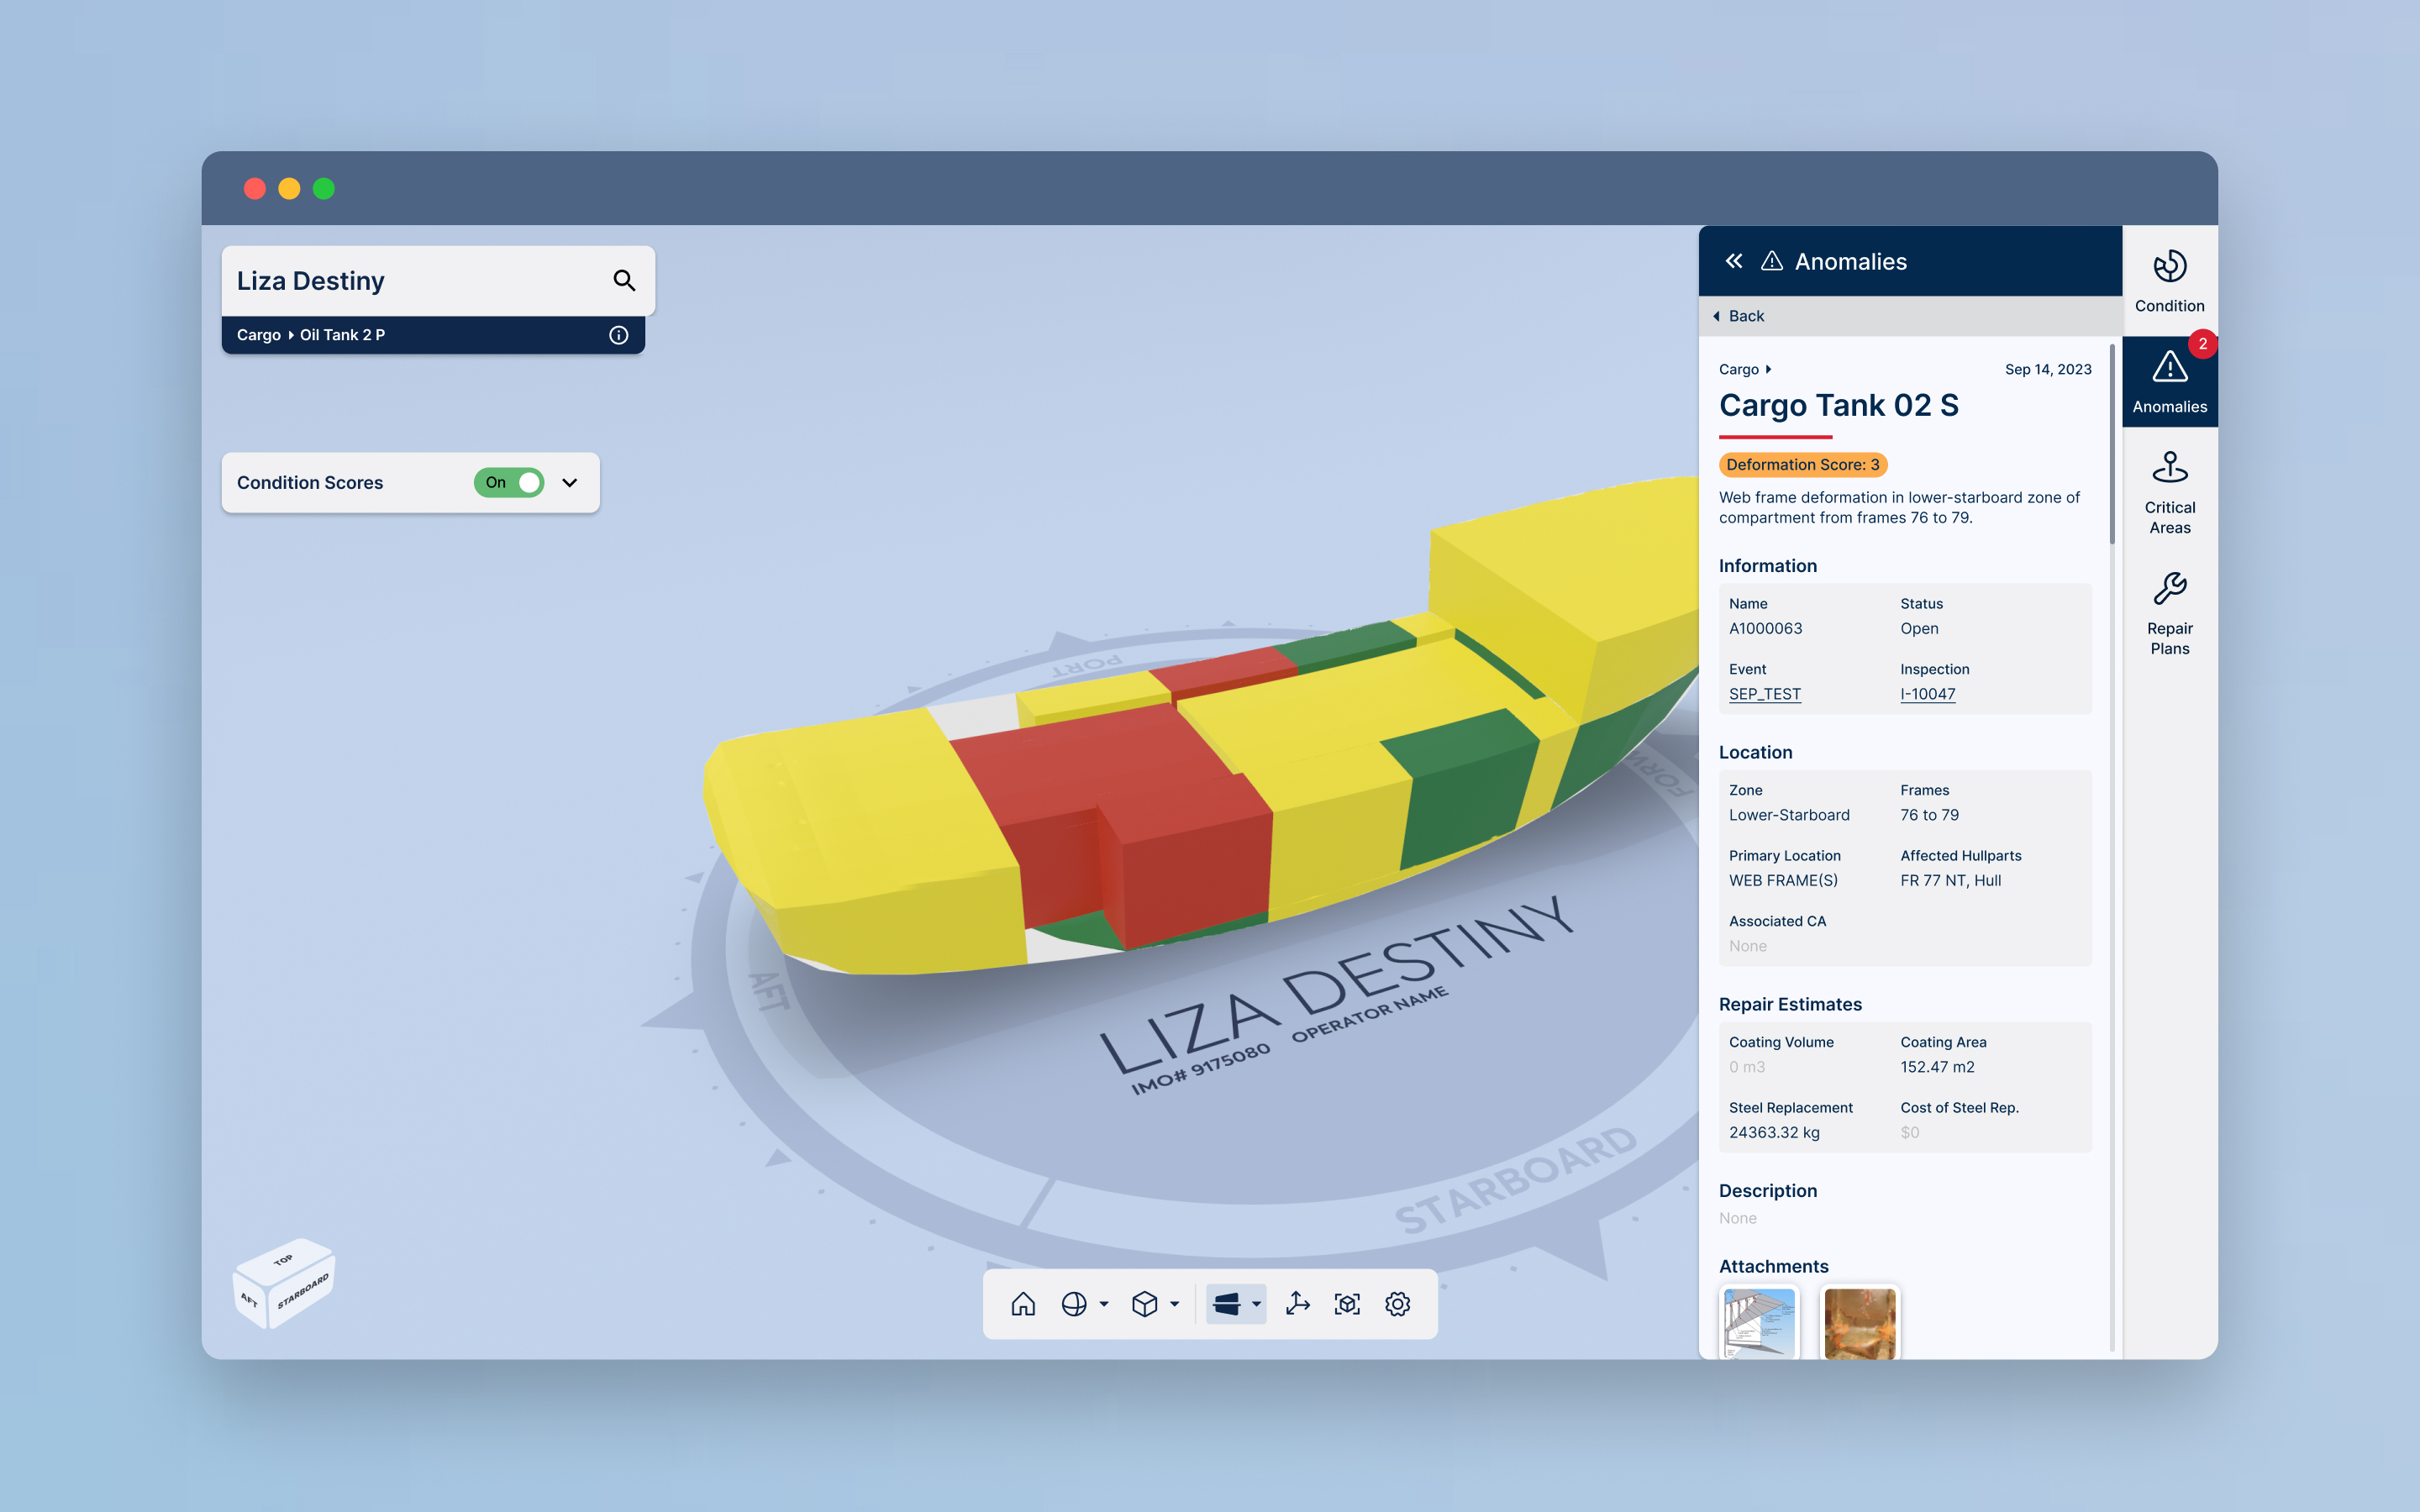 Liza Destiny
Cargo Oil Tank 2 P
Condition Scores
On
PORT
AFT
FORW
LIZA DESTINY
IMO# 9175080 OPERATOR NAME
STARBOARD
TOP
AFT
STARBOARD
Anomalies
Back
Cargo
Sep 14, 2023
Cargo Tank 02 S
Deformation Score: 3
Web frame deformation in lower-starboard zone of
compartment from frames 76 to 79.
Information
Name Status
A1000063 Open
Event Inspection
SEP_TEST I-10047
Location
Zone Frames
Lower-Starboard 76 to 79
Primary Location Affected Hullparts
WEB FRAME(S) FR 77 NT, Hull
Associated CA
None
Repair Estimates
Coating Volume Coating Area
0 m3 152.47 m2
Steel Replacement Cost of Steel Rep.
24363.32 kg $0
Description
None
Attachments
Condition
2
Anomalies
Critical
Areas
Repair
Plans